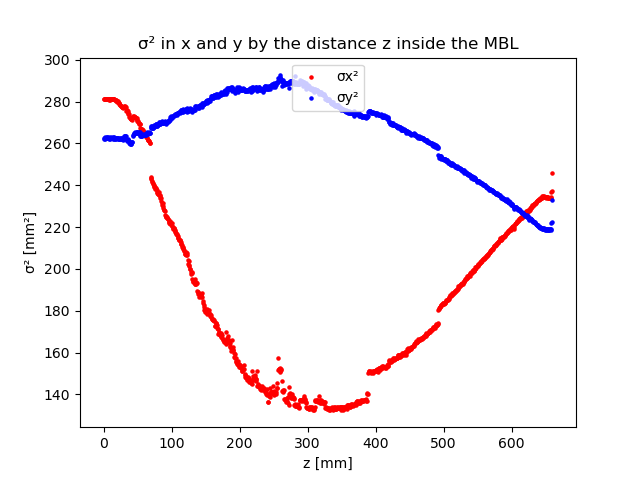 σ² in x and y by the distance z inside the MBL
σx²
σy²
σ² [mm²]
300
280
260
240
220
200
180
160
140
0 100 200 300 400 500 600
z [mm]